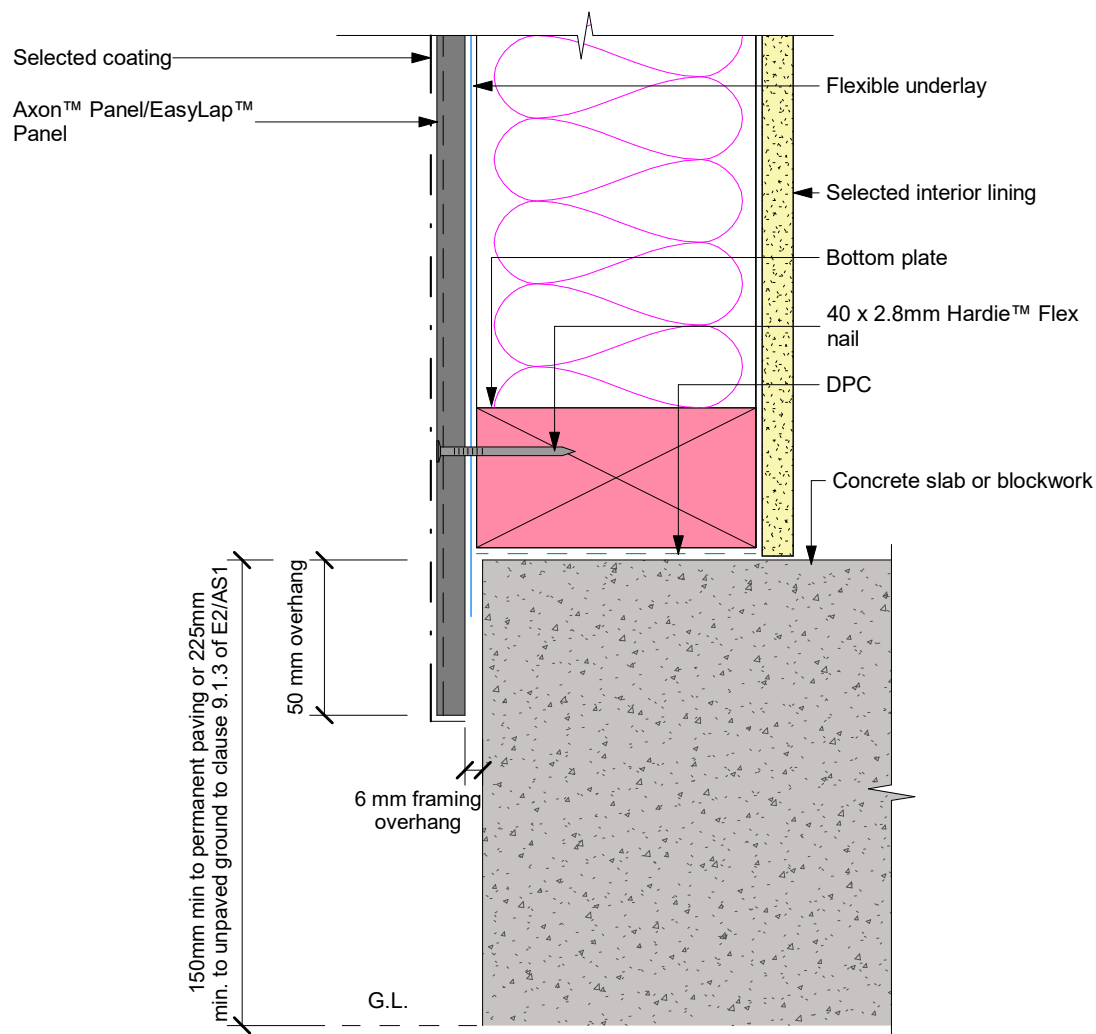 Selected coating
Axon™ Panel/EasyLap™
Panel
Flexible underlay
Selected interior lining
Bottom plate
40 x 2.8mm Hardie™ Flex
nail
DPC
Concrete slab or blockwork
150mm min to permanent paving or 225mm
min. to unpaved ground to clause 9.1.3 of E2/AS1
50 mm overhang
6 mm framing
overhang
G.L.